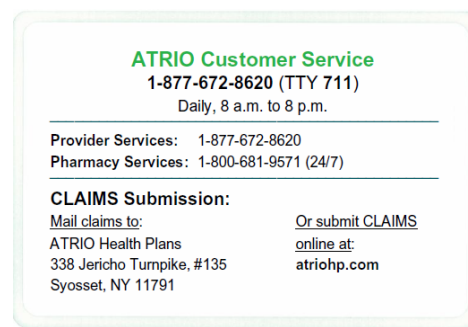 ATRIO Customer Service
1-877-672-8620 (TTY 711)
Daily, 8 a.m. to 8 p.m.
Provider Services: 1-877-672-8620
Pharmacy Services: 1-800-681-9571 (24/7)
CLAIMS Submission:
Mail claims to:
ATRIO Health Plans
338 Jericho Turnpike, #135
Syosset, NY 11791
Or submit CLAIMS
online at:
atriohp.com